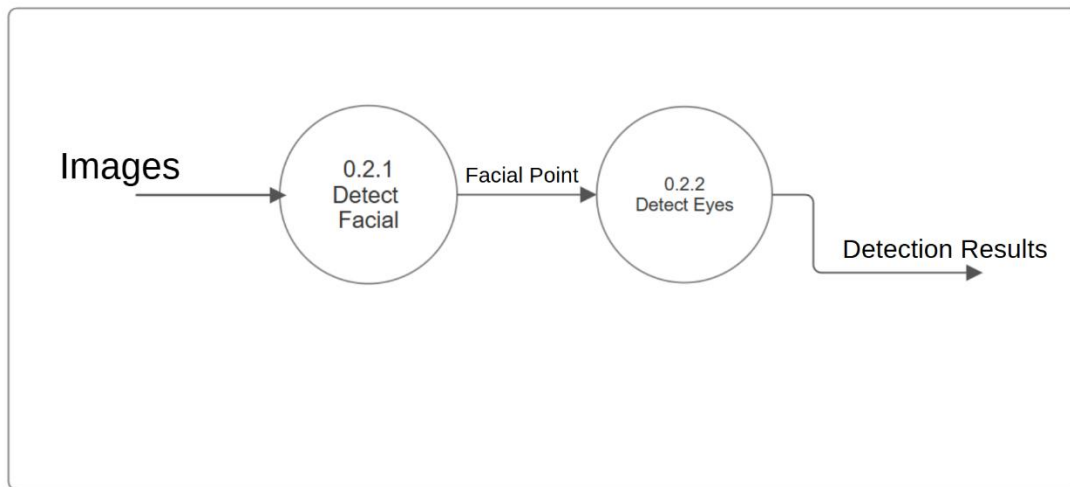 Images
0.2.1
Detect
Facial
Facial Point
0.2.2
Detect Eyes
Detection Results